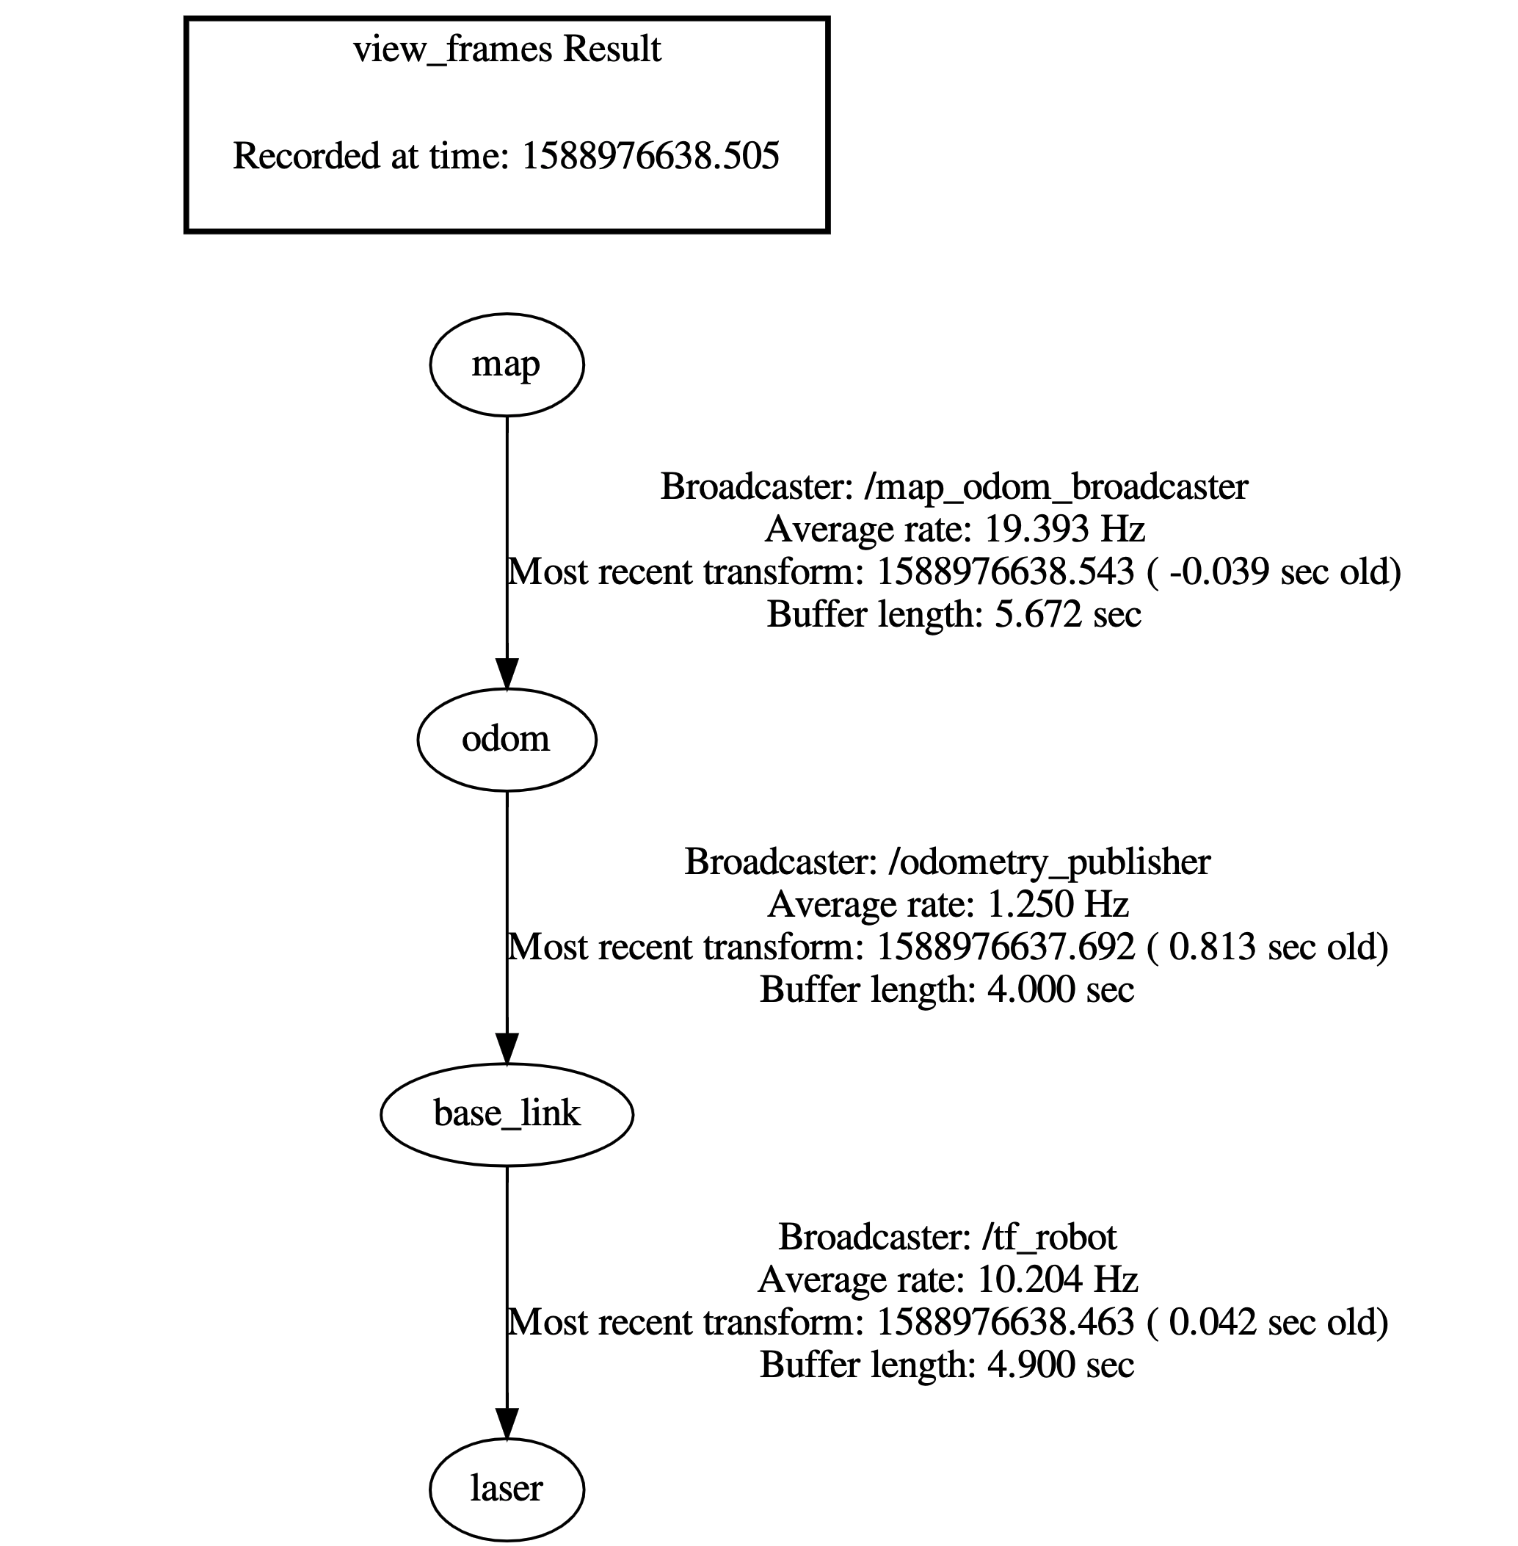 view_frames Result
Recorded at time: 1588976638.505
map
Broadcaster: /map_odom_broadcaster
Average rate: 19.393 Hz
Most recent transform: 1588976638.543 ( -0.039 sec old)
Buffer length: 5.672 sec
odom
Broadcaster: /odometry_publisher
Average rate: 1.250 Hz
Most recent transform: 1588976637.692 ( 0.813 sec old)
Buffer length: 4.000 sec
base_link
Broadcaster: /tf_robot
Average rate: 10.204 Hz
Most recent transform: 1588976638.463 ( 0.042 sec old)
Buffer length: 4.900 sec
laser